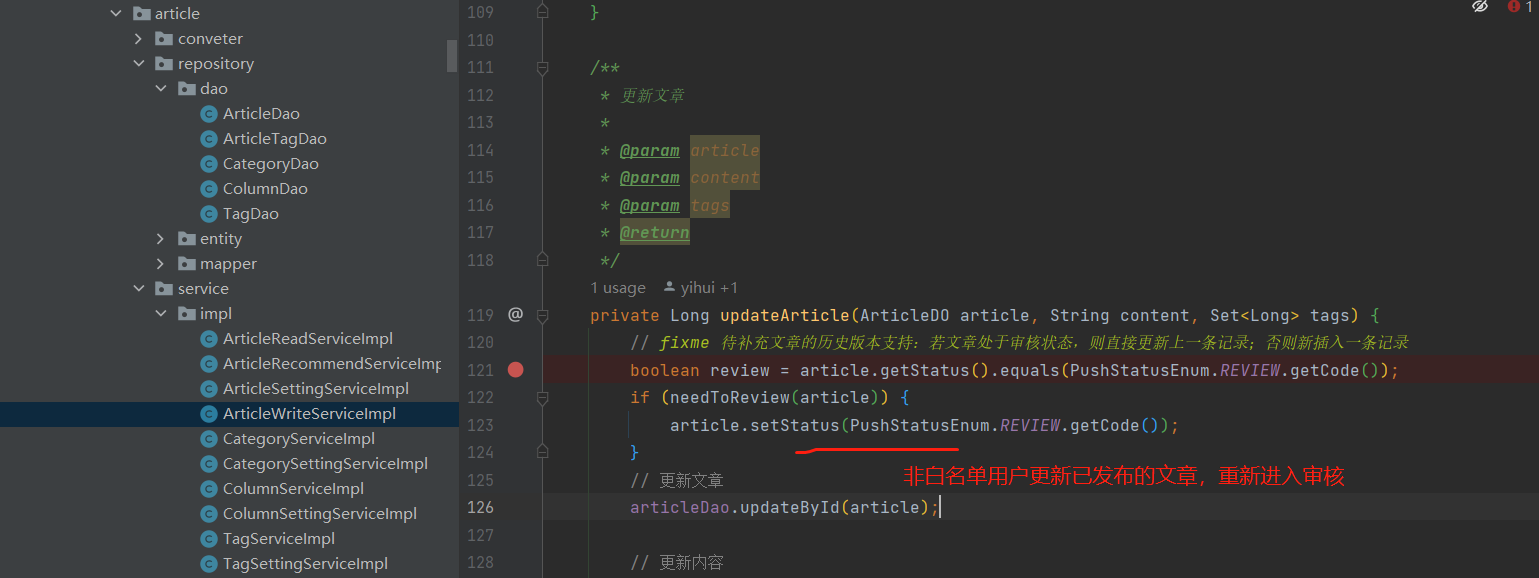 article
conveter
repository
dao
ArticleDao
ArticleTagDao
CategoryDao
ColumnDao
TagDao
entity
mapper
service
impl
ArticleReadServiceImpl
ArticleRecommendServiceImp
ArticleSettingServiceImpl
ArticleWriteServiceImpl
CategoryServiceImpl
CategorySettingServiceImpl
ColumnServiceImpl
ColumnSettingServiceImpl
TagServiceImpl
TagSettingServiceImpl
1
109 }
110
111 /**
112 * 更新文章
113 *
114 * @param article
115 * @param content
116 * @param tags
117 * @return
118 */
1 usage yihui +1
119 @ private Long updateArticle(ArticleDO article, String content, Set<Long> tags) {
120 // fixme 待补充文章的历史版本支持：若文章处于审核状态，则直接更新上一条记录；否则新插入一条记录
121 boolean review = article.getStatus().equals(PushStatusEnum.REVIEW.getCode());
122 if (needToReview(article)) {
123 article.setStatus(PushStatusEnum.REVIEW.getCode());
124 }
125 // 更新文章
非白名单用户更新已发布的文章，重新进入审核
126 articleDao.updateById(article);
127
128 // 更新内容